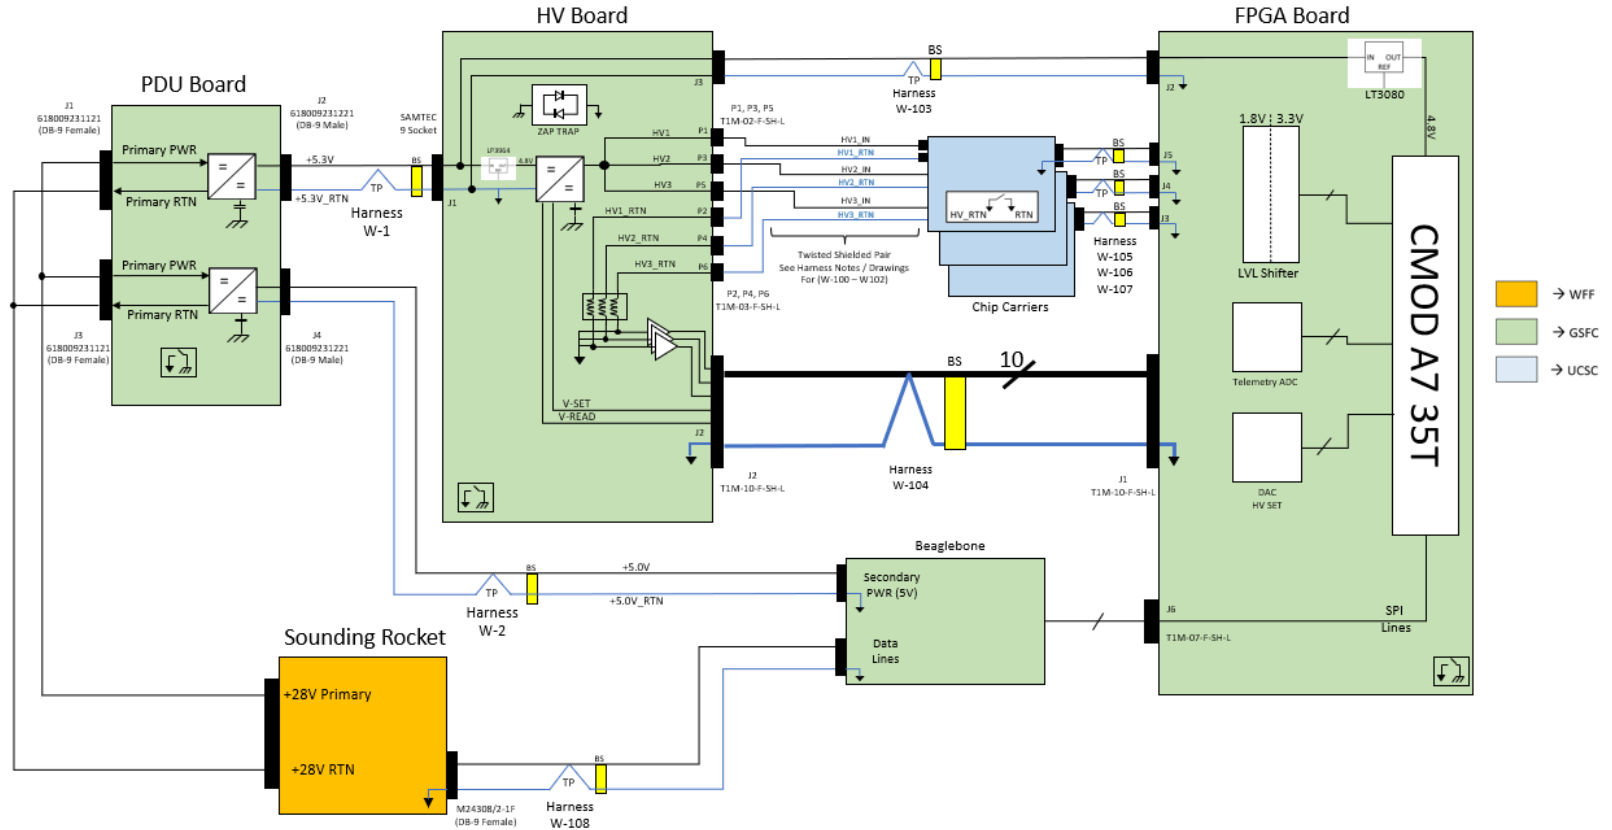 HV Board
FPGA Board
PDU Board
J1
618009231121
(DB-9 Female)
J2
618009231221
(DB-9 Male)
SAMTEC
9 Socket
Primary PWR
Primary RTN
+5.3V
+5.3V_RTN
TP
BS
Harness
W-1
J1
Primary PWR
Primary RTN
J3
618009231121
(DB-9 Female)
J4
618009231221
(DB-9 Male)
ZAP TRAP
LP3964
4.8V
J3
HV1
HV2
HV3
HV1_RTN
HV2_RTN
HV3_RTN
P1
P3
P5
P2
P4
P6
V-SET
V-READ
J2
P1, P3, P5
T1M-02-F-SH-L
P2, P4, P6
T1M-03-F-SH-L
J2
T1M-10-F-SH-L
BS
TP
Harness
W-103
HV1_IN
HV1_RTN
HV2_IN
HV2_RTN
HV3_IN
HV3_RTN
Twisted Shielded Pair
See Harness Notes / Drawings
For (W-100 – W102)
HV_RTN
RTN
Chip Carriers
BS
TP
BS
TP
BS
Harness
W-105
W-106
W-107
BS
10
Harness
W-104
J1
T1M-10-F-SH-L
J2
J5
J4
J3
IN
OUT
REF
LT3080
4.8V
1.8V
3.3V
LVL Shifter
Telemetry ADC
DAC
HV SET
CMOD A7 35T
SPI
Lines
J6
T1M-07-F-SH-L
→ WFF
→ GSFC
→ UCSC
Beaglebone
Secondary
PWR (5V)
Data
Lines
BS
TP
Harness
W-2
+5.0V
+5.0V_RTN
Sounding Rocket
+28V Primary
+28V RTN
M24308/2-1F
(DB-9 Female)
BS
TP
Harness
W-108